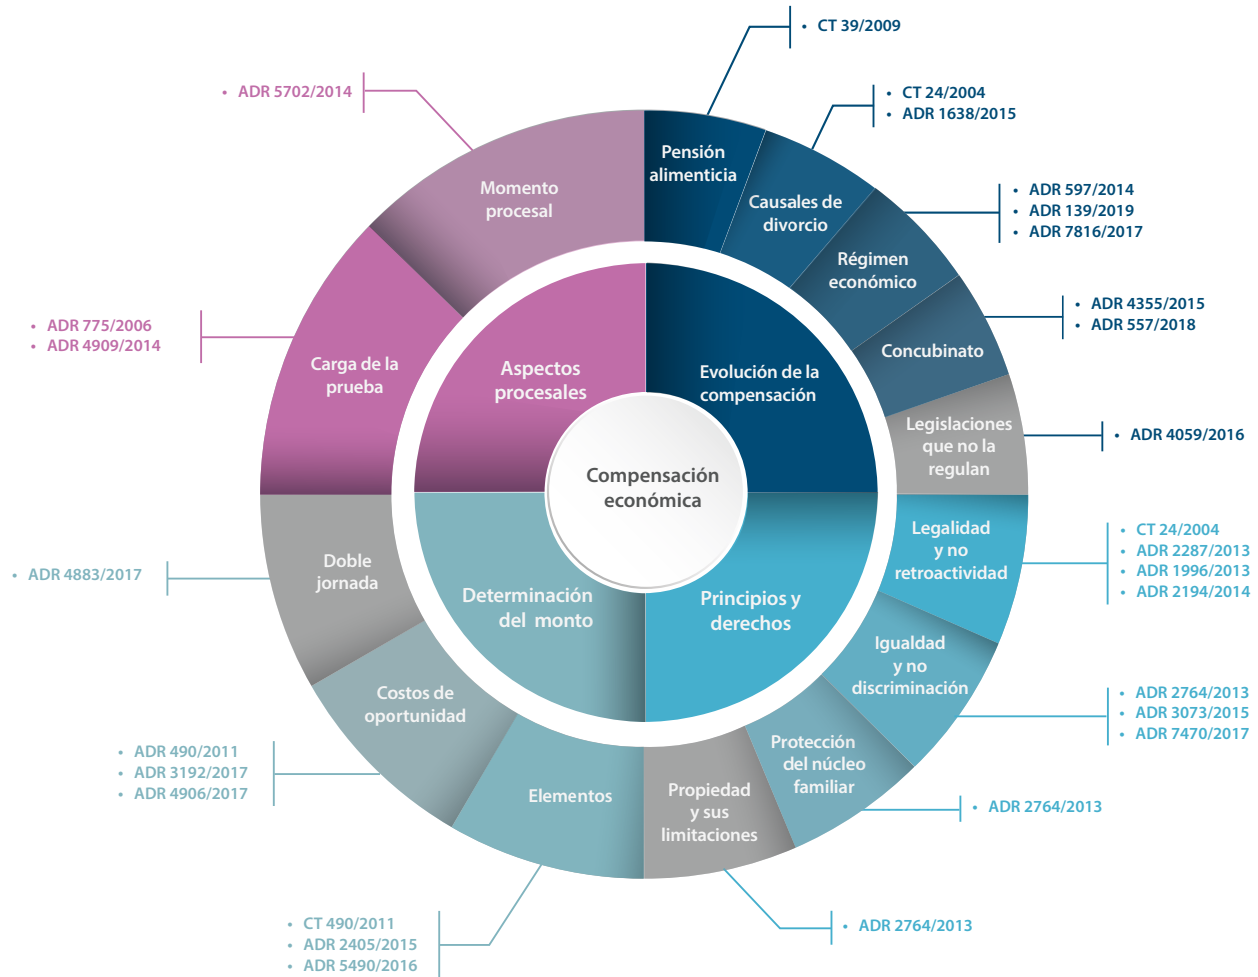 • CT 39/2009
• ADR 5702/2014
• CT 24/2004
• ADR 1638/2015
Pensión
alimenticia
Momento
procesal
Causales de
divorcio
• ADR 597/2014
• ADR 139/2019
• ADR 7816/2017
Régimen
económico
• ADR 4355/2015
• ADR 557/2018
• ADR 775/2006
• ADR 4909/2014
Concubinato
Carga de la
prueba
Aspectos
procesales
Evolución de la
compensación
Legislaciones
que no la
regulan
• ADR 4059/2016
Compensación
económica
Legalidad
y no
retroactividad
• CT 24/2004
• ADR 2287/2013
• ADR 1996/2013
• ADR 2194/2014
Doble
jornada
• ADR 4883/2017
Determinación
del monto
Principios y
derechos
Igualdad
y no
discriminación
Costos de
oportunidad
• ADR 2764/2013
• ADR 3073/2015
• ADR 7470/2017
Protección
del núcleo
familiar
• ADR 490/2011
• ADR 3192/2017
• ADR 4906/2017
Elementos
Propiedad
y sus
limitaciones
• ADR 2764/2013
• CT 490/2011
• ADR 2405/2015
• ADR 5490/2016
• ADR 2764/2013